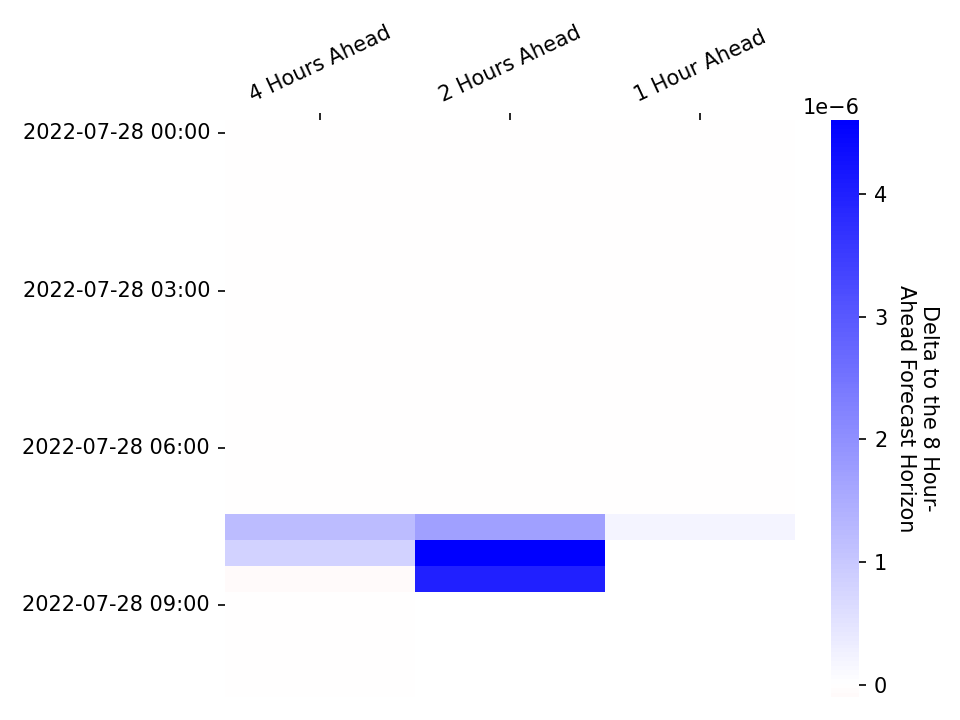 4 Hours Ahead
2 Hours Ahead
1 Hour Ahead
1e−6
2022-07-28 00:00
2022-07-28 03:00
2022-07-28 06:00
2022-07-28 09:00
4
3
2
1
0
Delta to the 8 Hour-
Ahead Forecast Horizon